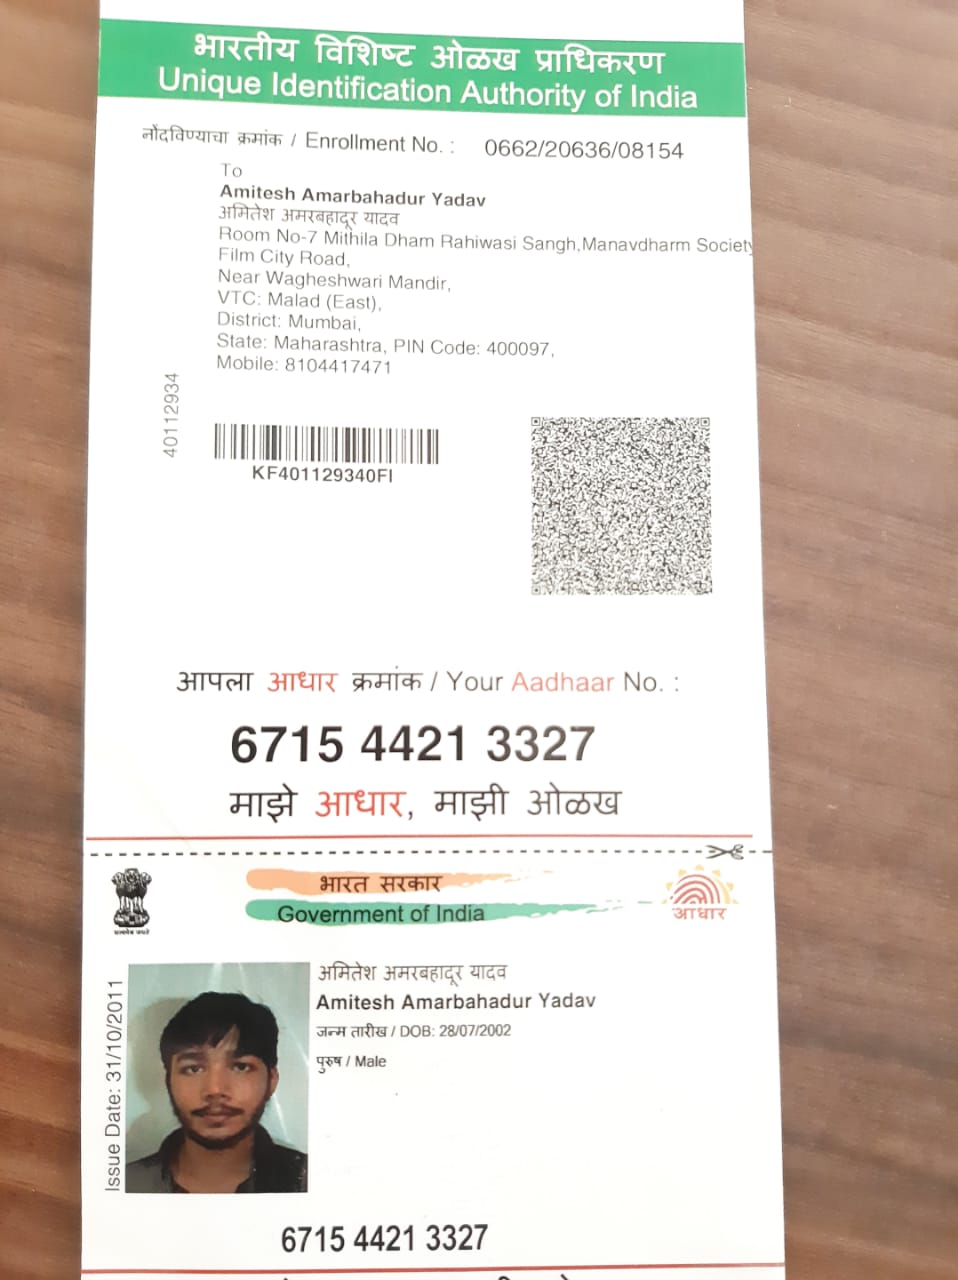 भारतीय विशिष्ट ओळख प्राधिकरण
Unique Identification Authority of India
नोंदविण्याचा क्रमांक / Enrollment No. : 0662/20636/08154
To
Amitesh Amarbahadur Yadav
अमितेश अमरबहादूर यादव
Room No-7 Mithila Dham Rahiwasi Sangh,Manavdharm Society
Film City Road,
Near Wagheshwari Mandir,
VTC: Malad (East),
District: Mumbai,
State: Maharashtra, PIN Code: 400097,
Mobile: 8104417471
40112934
KF401129340FI
आपला आधार क्रमांक / Your Aadhaar No. :
6715 4421 3327
माझे आधार, माझी ओळख
भारत सरकार
Government of India
सत्यमेव जयते
आधार
Issue Date: 31/10/2011
अमितेश अमरबहादूर यादव
Amitesh Amarbahadur Yadav
जन्म तारीख / DOB: 28/07/2002
पुरुष / Male
6715 4421 3327